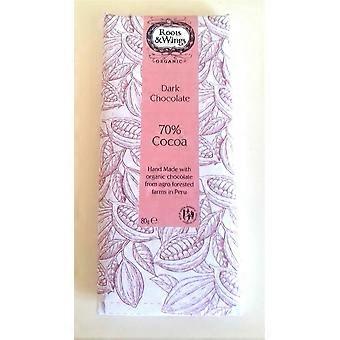 Roots
&Wings
ORGANIC
Dark
Chocolate
70%
Cocoa
Hand Made with
organic chocolate
from agro forested
farms in Peru
80g ℮